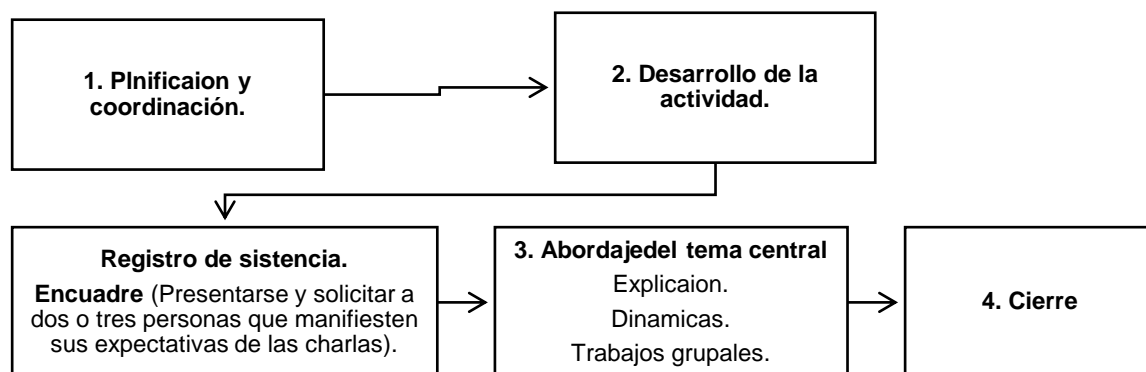 1. PInificaion y
coordinación.
2. Desarrollo de la
actividad.
Registro de sistencia.
Encuadre (Presentarse y solicitar a
dos o tres personas que manifiesten
sus expectativas de las charlas).
3. Abordajedel tema central
Explicaion.
Dinamicas.
Trabajos grupales.
4. Cierre